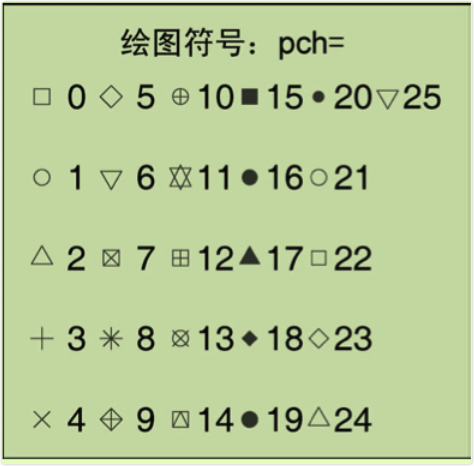 绘图符号：pch=
□ 0 ◇ 5 ⊕ 10 ■ 15 ● 20 ▽ 25
○ 1 ▽ 6 ✡ 11 ● 16 ○ 21
△ 2 ⊠ 7 ⊞ 12 ▲ 17 □ 22
+ 3 ✳ 8 ⊗ 13 ◆ 18 ◇ 23
× 4 ⌖ 9 ⍓ 14 ● 19 △ 24